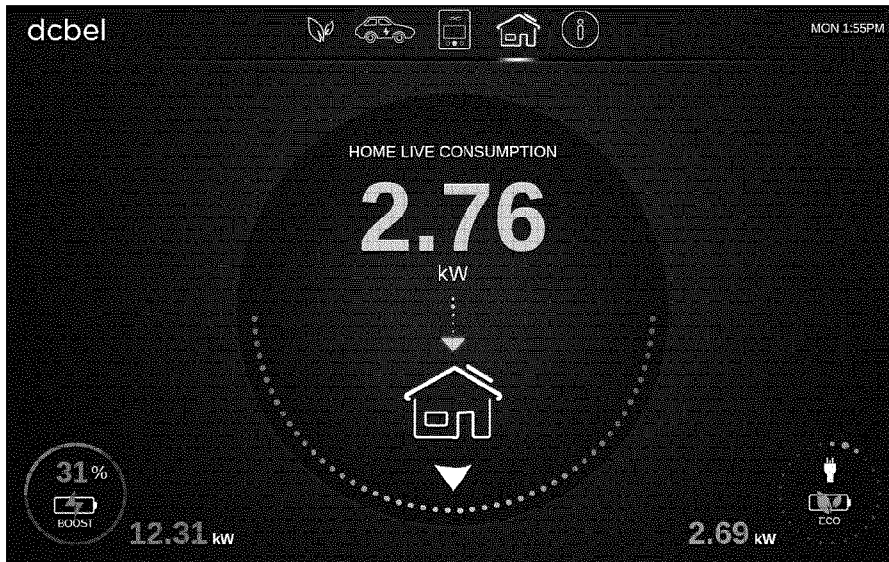 dcbel
MON 1:55PM
HOME LIVE CONSUMPTION
2.76
kW
31 %
BOOST
12.31 kW
2.69 kW
ECO